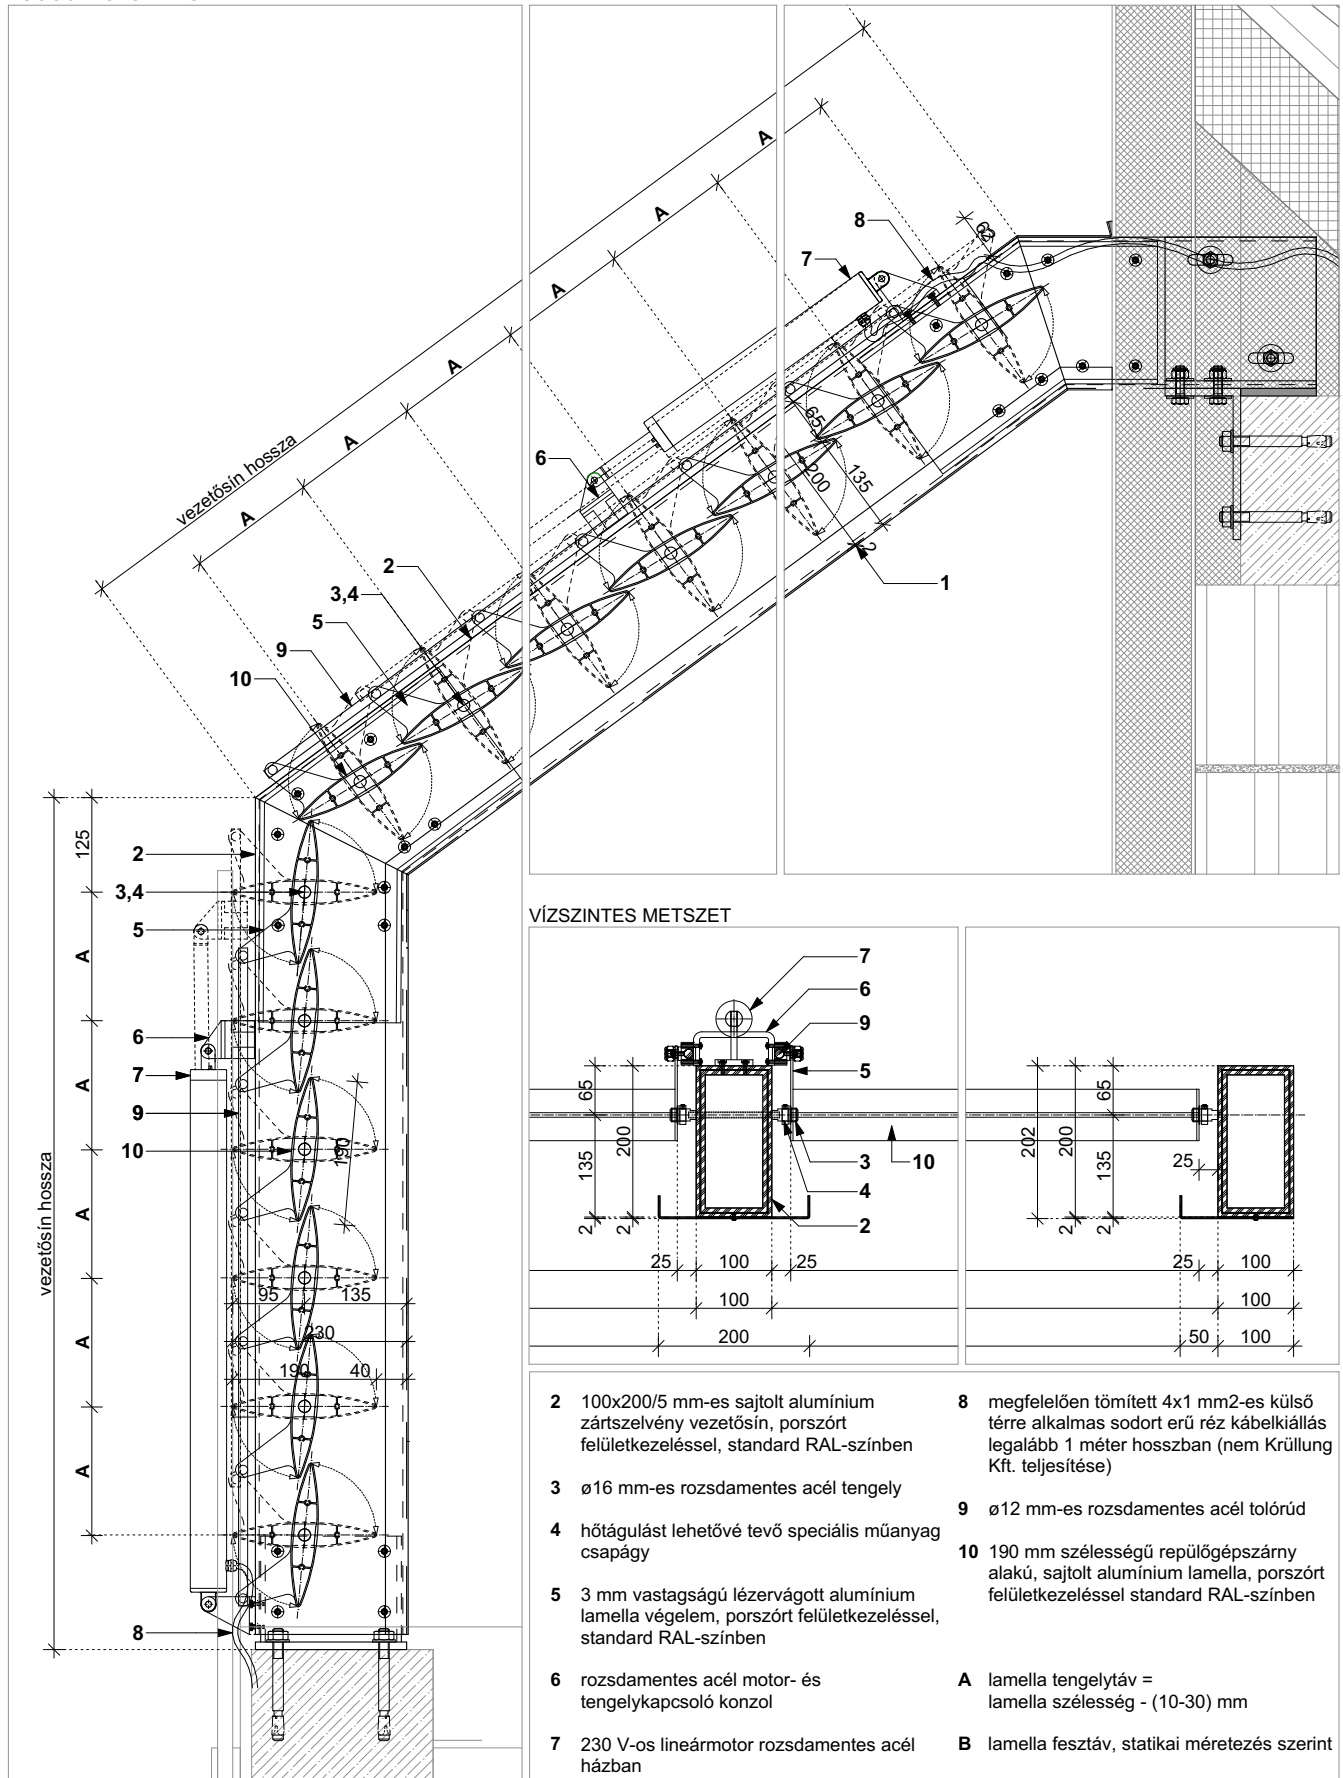 A
A
A
A
A
A
vezetősín hossza
62
8
7
6
2
3,4
5
9
10
65
200
135
2
1
125
2
3,4
5
A
6
7
A
9
10
190
A
vezetősín hossza
95
135
A
230
190
40
A
8
VÍZSZINTES METSZET
7
6
9
5
3
10
4
2
65
200
135
2
2
25
100
25
100
200
65
202
200
135
25
2
2
25
100
100
50
100
2 100x200/5 mm-es sajtolt alumínium
zártszelvény vezetősín, porszórt
felületkezeléssel, standard RAL-színben
3 ø16 mm-es rozsdamentes acél tengely
4 hőtágulást lehetővé tevő speciális műanyag
csapágy
5 3 mm vastagságú lézervágott alumínium
lamella végelem, porszórt felületkezeléssel,
standard RAL-színben
6 rozsdamentes acél motor- és
tengelykapcsoló konzol
7 230 V-os lineármotor rozsdamentes acél
házban
8 megfelelően tömített 4x1 mm2-es külső
térre alkalmas sodort erű réz kábelkiállás
legalább 1 méter hosszban (nem Krüllung
Kft. teljesítése)
9 ø12 mm-es rozsdamentes acél tolórúd
10 190 mm szélességű repülőgépszárny
alakú, sajtolt alumínium lamella, porszórt
felületkezeléssel standard RAL-színben
A lamella tengelytáv =
lamella szélesség - (10-30) mm
B lamella fesztáv, statikai méretezés szerint